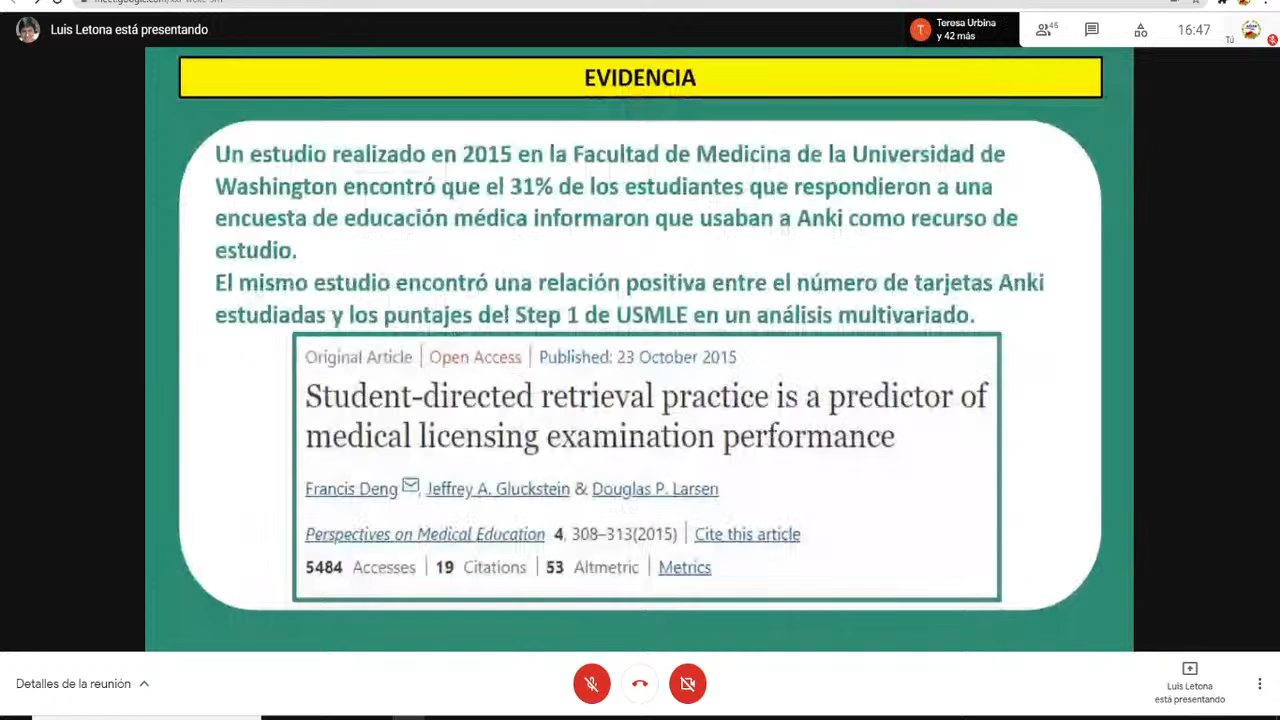 Luis Letona está presentando
Teresa Urbina
y 42 más
46
16:47
Tú
EVIDENCIA
Un estudio realizado en 2015 en la Facultad de Medicina de la Universidad de
Washington encontró que el 31% de los estudiantes que respondieron a una
encuesta de educación médica informaron que usaban a Anki como recurso de
estudio.
El mismo estudio encontró una relación positiva entre el número de tarjetas Anki
estudiadas y los puntajes del Step 1 de USMLE en un análisis multivariado.
Original Article | Open Access | Published: 23 October 2015
Student-directed retrieval practice is a predictor of
medical licensing examination performance
Francis Deng, Jeffrey A. Gluckstein & Douglas P. Larsen
Perspectives on Medical Education 4, 308–313(2015) | Cite this article
5484 Accesses | 19 Citations | 53 Altmetric | Metrics
Detalles de la reunión
Luis Letona
está presentando